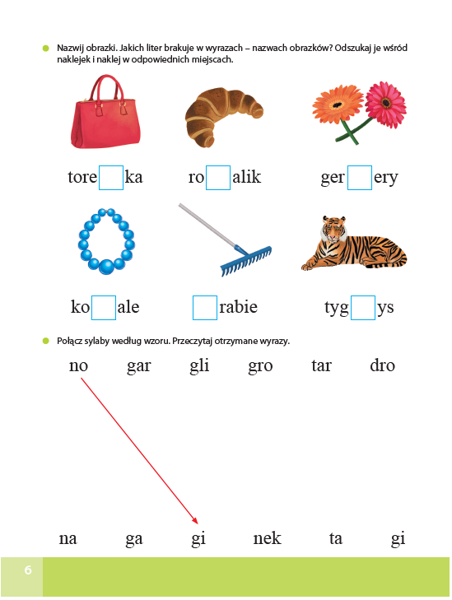 Nazwij obrazki. Jakich liter brakuje w wyrazach – nazwach obrazków? Odszukaj je wśród
naklejek i naklej w odpowiednich miejscach.
tore ka ro alik ger ery
ko ale rabie tyg ys
Połącz sylaby według wzoru. Przeczytaj otrzymane wyrazy.
no gar gli gro tar dro
na ga gi nek ta gi
6